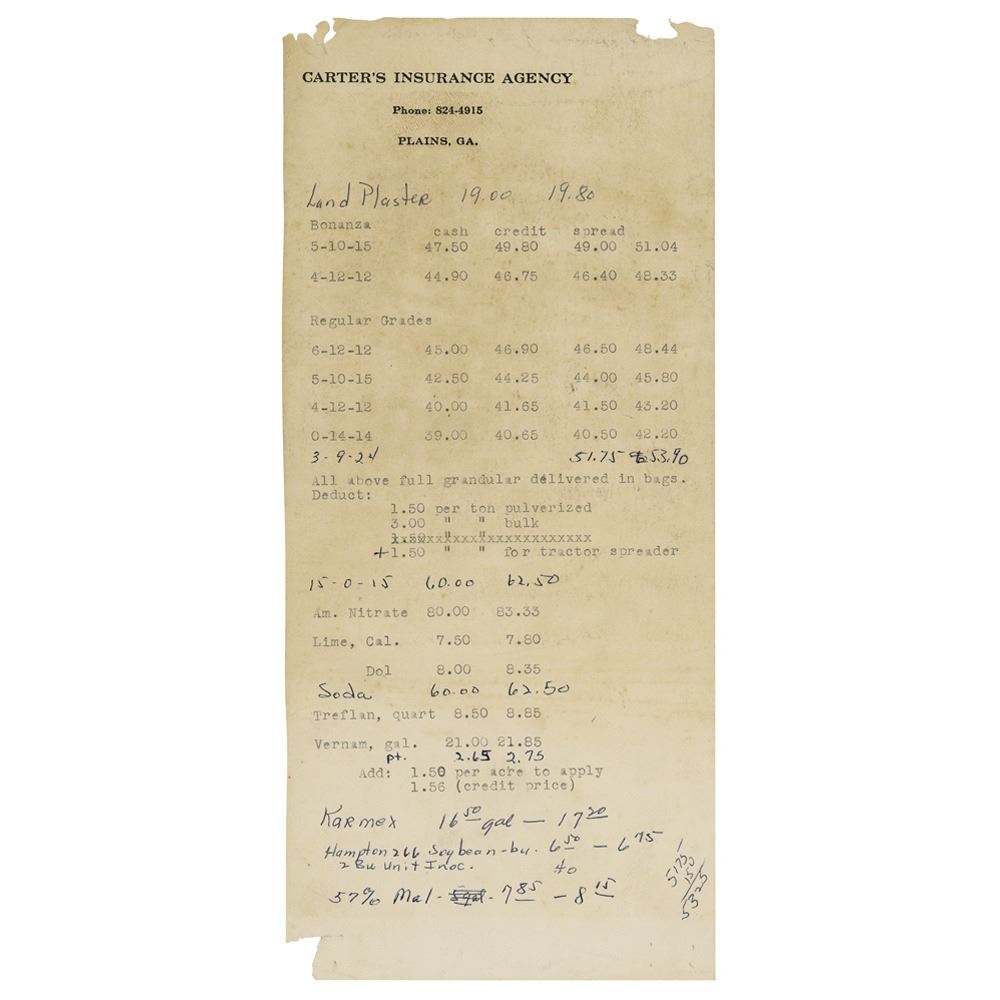 CARTER'S INSURANCE AGENCY
Phone: 824-4915
PLAINS, GA.
Land Plaster 19.00 19.80
Bonanza cash credit spread
5-10-15 47.50 49.80 49.00 51.04
4-12-12 44.90 46.75 46.40 48.33
Regular Grades
6-12-12 45.00 46.90 46.50 48.44
5-10-15 42.50 44.25 44.00 45.80
4-12-12 40.00 41.65 41.50 43.20
0-14-14 39.00 40.65 40.50 42.20
3-9-24 51.75 53.90
All above full grandular delivered in bags.
Deduct:
1.50 per ton pulverized
3.00 " " bulk
+1.50 " " for tractor spreader
15-0-15 60.00 62.50
Am. Nitrate 80.00 83.33
Lime, Cal. 7.50 7.80
Dol 8.00 8.35
Soda 60.00 62.50
Treflan, quart 8.50 8.85
Vernam, gal. 21.00 21.85
pt. 2.65 2.75
Add: 1.50 per acre to apply
1.56 (credit price)
Karmex 16 50 gal — 17 20
Hampton 266 Soybean-bu. 6 50 — 6 75
2 Bu Unit Inoc. 40
57% Mal - 7 85 - 8 15
5175
150
5325